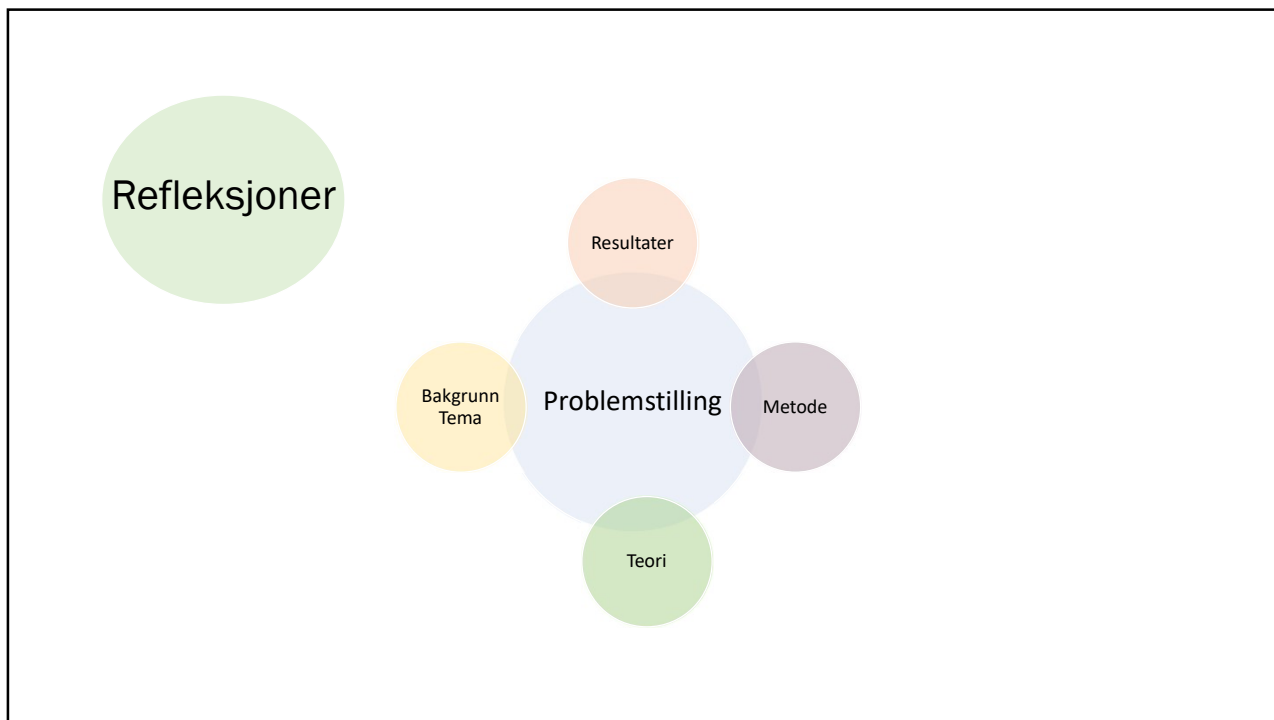 Refleksjoner
Resultater
Bakgrunn
Tema
Problemstilling
Metode
Teori